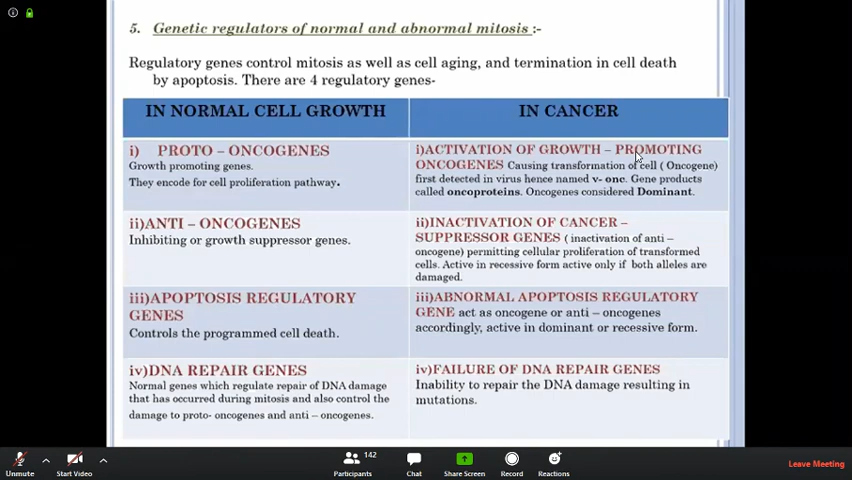 5. Genetic regulators of normal and abnormal mitosis :-
Regulatory genes control mitosis as well as cell aging, and termination in cell death
by apoptosis. There are 4 regulatory genes-
IN NORMAL CELL GROWTH
IN CANCER
i) PROTO – ONCOGENES
Growth promoting genes.
They encode for cell proliferation pathway.
i)ACTIVATION OF GROWTH – PROMOTING
ONCOGENES Causing transformation of cell ( Oncogene)
first detected in virus hence named v- onc. Gene products
called oncoproteins. Oncogenes considered Dominant.
ii)ANTI – ONCOGENES
Inhibiting or growth suppressor genes.
ii)INACTIVATION OF CANCER –
SUPPRESSOR GENES ( inactivation of anti –
oncogene) permitting cellular proliferation of transformed
cells. Active in recessive form active only if both alleles are
damaged.
iii)APOPTOSIS REGULATORY
GENES
Controls the programmed cell death.
iii)ABNORMAL APOPTOSIS REGULATORY
GENE act as oncogene or anti – oncogenes
accordingly, active in dominant or recessive form.
iv)DNA REPAIR GENES
Normal genes which regulate repair of DNA damage
that has occurred during mitosis and also control the
damage to proto- oncogenes and anti – oncogenes.
iv)FAILURE OF DNA REPAIR GENES
Inability to repair the DNA damage resulting in
mutations.
Unmute
Start Video
142
Participants
Chat
Share Screen
Record
Reactions
Leave Meeting